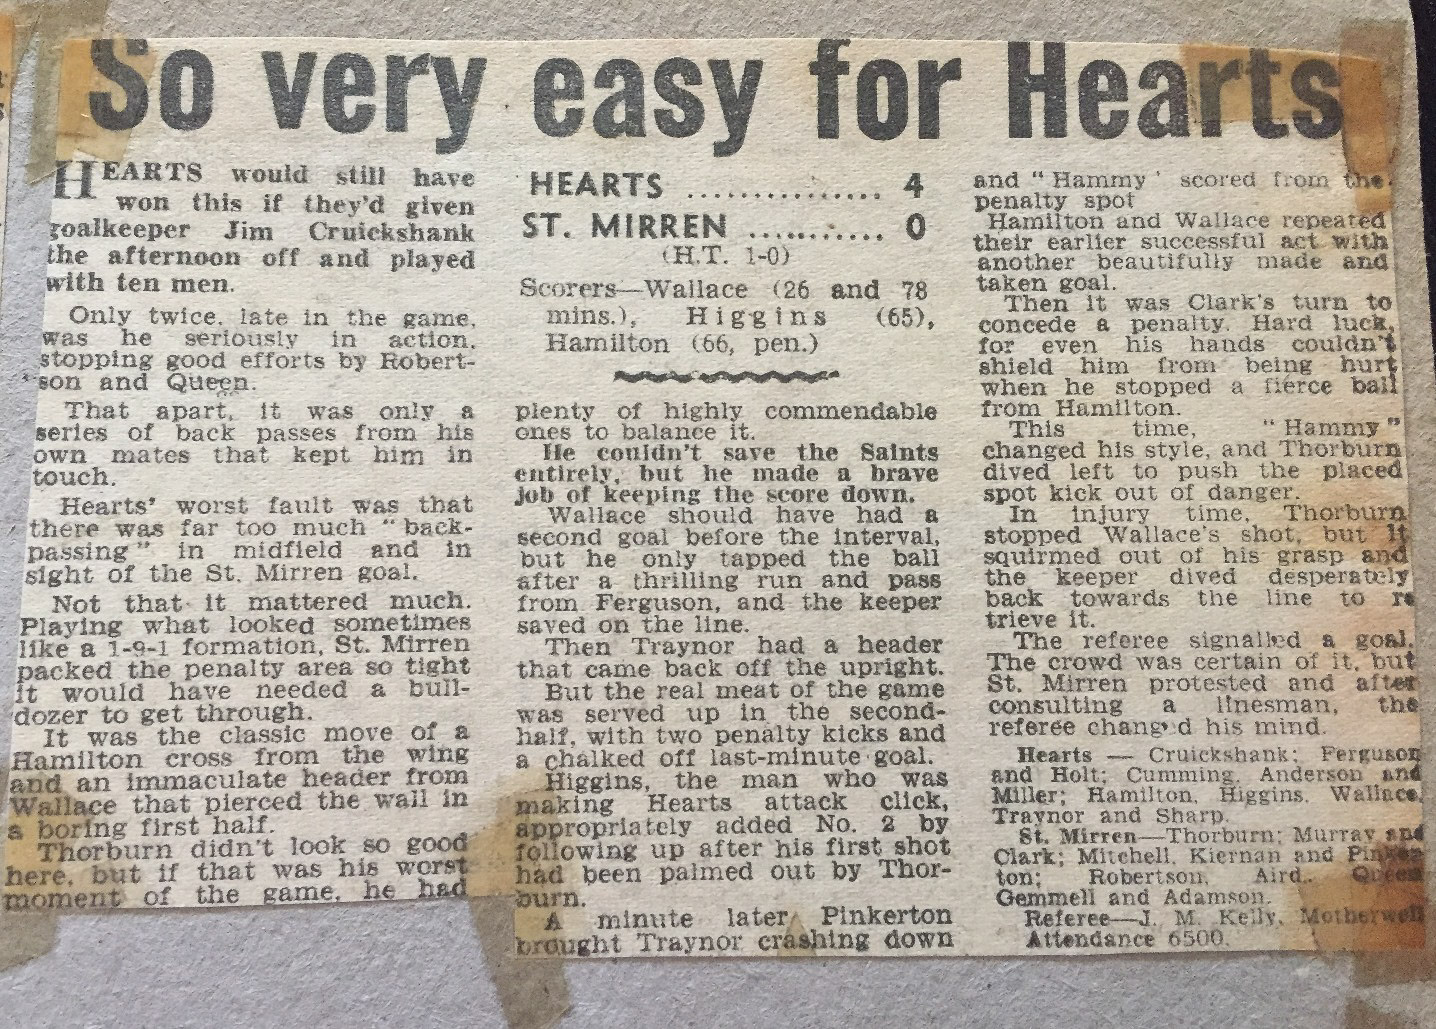 So very easy for Hearts
HEARTS would still have
won this if they'd given
goalkeeper Jim Cruickshank
the afternoon off and played
with ten men.
Only twice, late in the game,
was he seriously in action,
stopping good efforts by Robert-
son and Queen.
That apart, it was only a
series of back passes from his
own mates that kept him in
touch.
Hearts' worst fault was that
there was far too much "back-
passing" in midfield and in
sight of the St. Mirren goal.
Not that it mattered much.
Playing what looked sometimes
like a 1-9-1 formation, St. Mirren
packed the penalty area so tight
it would have needed a bull-
dozer to get through.
It was the classic move of a
Hamilton cross from the wing
and an immaculate header from
Wallace that pierced the wall in
a boring first half.
Thorburn didn't look so good
here, but if that was his worst
moment of the game, he had
HEARTS .............. 4
ST. MIRREN .......... 0
(H.T. 1-0)
Scorers—Wallace (26 and 78
mins.), Higgins (65),
Hamilton (66, pen.)
plenty of highly commendable
ones to balance it.
He couldn't save the Saints
entirely, but he made a brave
job of keeping the score down.
Wallace should have had a
second goal before the interval,
but he only tapped the ball
after a thrilling run and pass
from Ferguson, and the keeper
saved on the line.
Then Traynor had a header
that came back off the upright.
But the real meat of the game
was served up in the second-
half, with two penalty kicks and
a chalked off last-minute goal.
Higgins, the man who was
making Hearts attack click,
appropriately added No. 2 by
following up after his first shot
had been palmed out by Thor-
burn.
A minute later Pinkerton
brought Traynor crashing down
and "Hammy' scored from the
penalty spot
Hamilton and Wallace repeated
their earlier successful act with
another beautifully made and
taken goal.
Then it was Clark's turn to
concede a penalty. Hard luck,
for even his hands couldn't
shield him from being hurt
when he stopped a fierce ball
from Hamilton.
This time, "Hammy"
changed his style, and Thorburn
dived left to push the placed
spot kick out of danger.
In injury time, Thorburn
stopped Wallace's shot, but it
squirmed out of his grasp and
the keeper dived desperately
back towards the line to re
trieve it.
The referee signalled a goal.
The crowd was certain of it, but
St. Mirren protested and after
consulting a linesman, the
referee changed his mind.
Hearts — Cruickshank; Ferguson
and Holt; Cumming, Anderson and
Miller; Hamilton, Higgins, Wallace,
Traynor and Sharp.
St. Mirren—Thorburn; Murray and
Clark; Mitchell, Kiernan and Pinker-
ton; Robertson, Aird, Queen
Gemmell and Adamson.
Referee—J. M. Kelly, Motherwell
Attendance 6500.